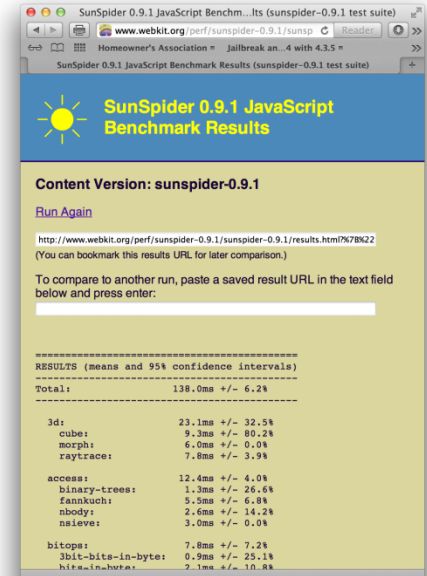 SunSpider 0.9.1 JavaScript Benchm...lts (sunspider-0.9.1 test suite)
www.webkit.org/perf/sunspider-0.9.1/sunsp Reader
Homeowner's Association Jailbreak an...4 with 4.3.5
SunSpider 0.9.1 JavaScript Benchmark Results (sunspider-0.9.1 test suite)
SunSpider 0.9.1 JavaScript
Benchmark Results
Content Version: sunspider-0.9.1
Run Again
http://www.webkit.org/perf/sunspider-0.9.1/sunspider-0.9.1/results.html?%7B%22
(You can bookmark this results URL for later comparison.)
To compare to another run, paste a saved result URL in the text field
below and press enter:
============================================
RESULTS (means and 95% confidence intervals)
--------------------------------------------
Total: 138.0ms +/- 6.2%
--------------------------------------------
3d: 23.1ms +/- 32.5%
cube: 9.3ms +/- 80.2%
morph: 6.0ms +/- 0.0%
raytrace: 7.8ms +/- 3.9%
access: 12.4ms +/- 4.0%
binary-trees: 1.3ms +/- 26.6%
fannkuch: 5.5ms +/- 6.8%
nbody: 2.6ms +/- 14.2%
nsieve: 3.0ms +/- 0.0%
bitops: 7.8ms +/- 7.2%
3bit-bits-in-byte: 0.9ms +/- 25.1%
bits-in-byte: 2.1ms +/- 10.8%